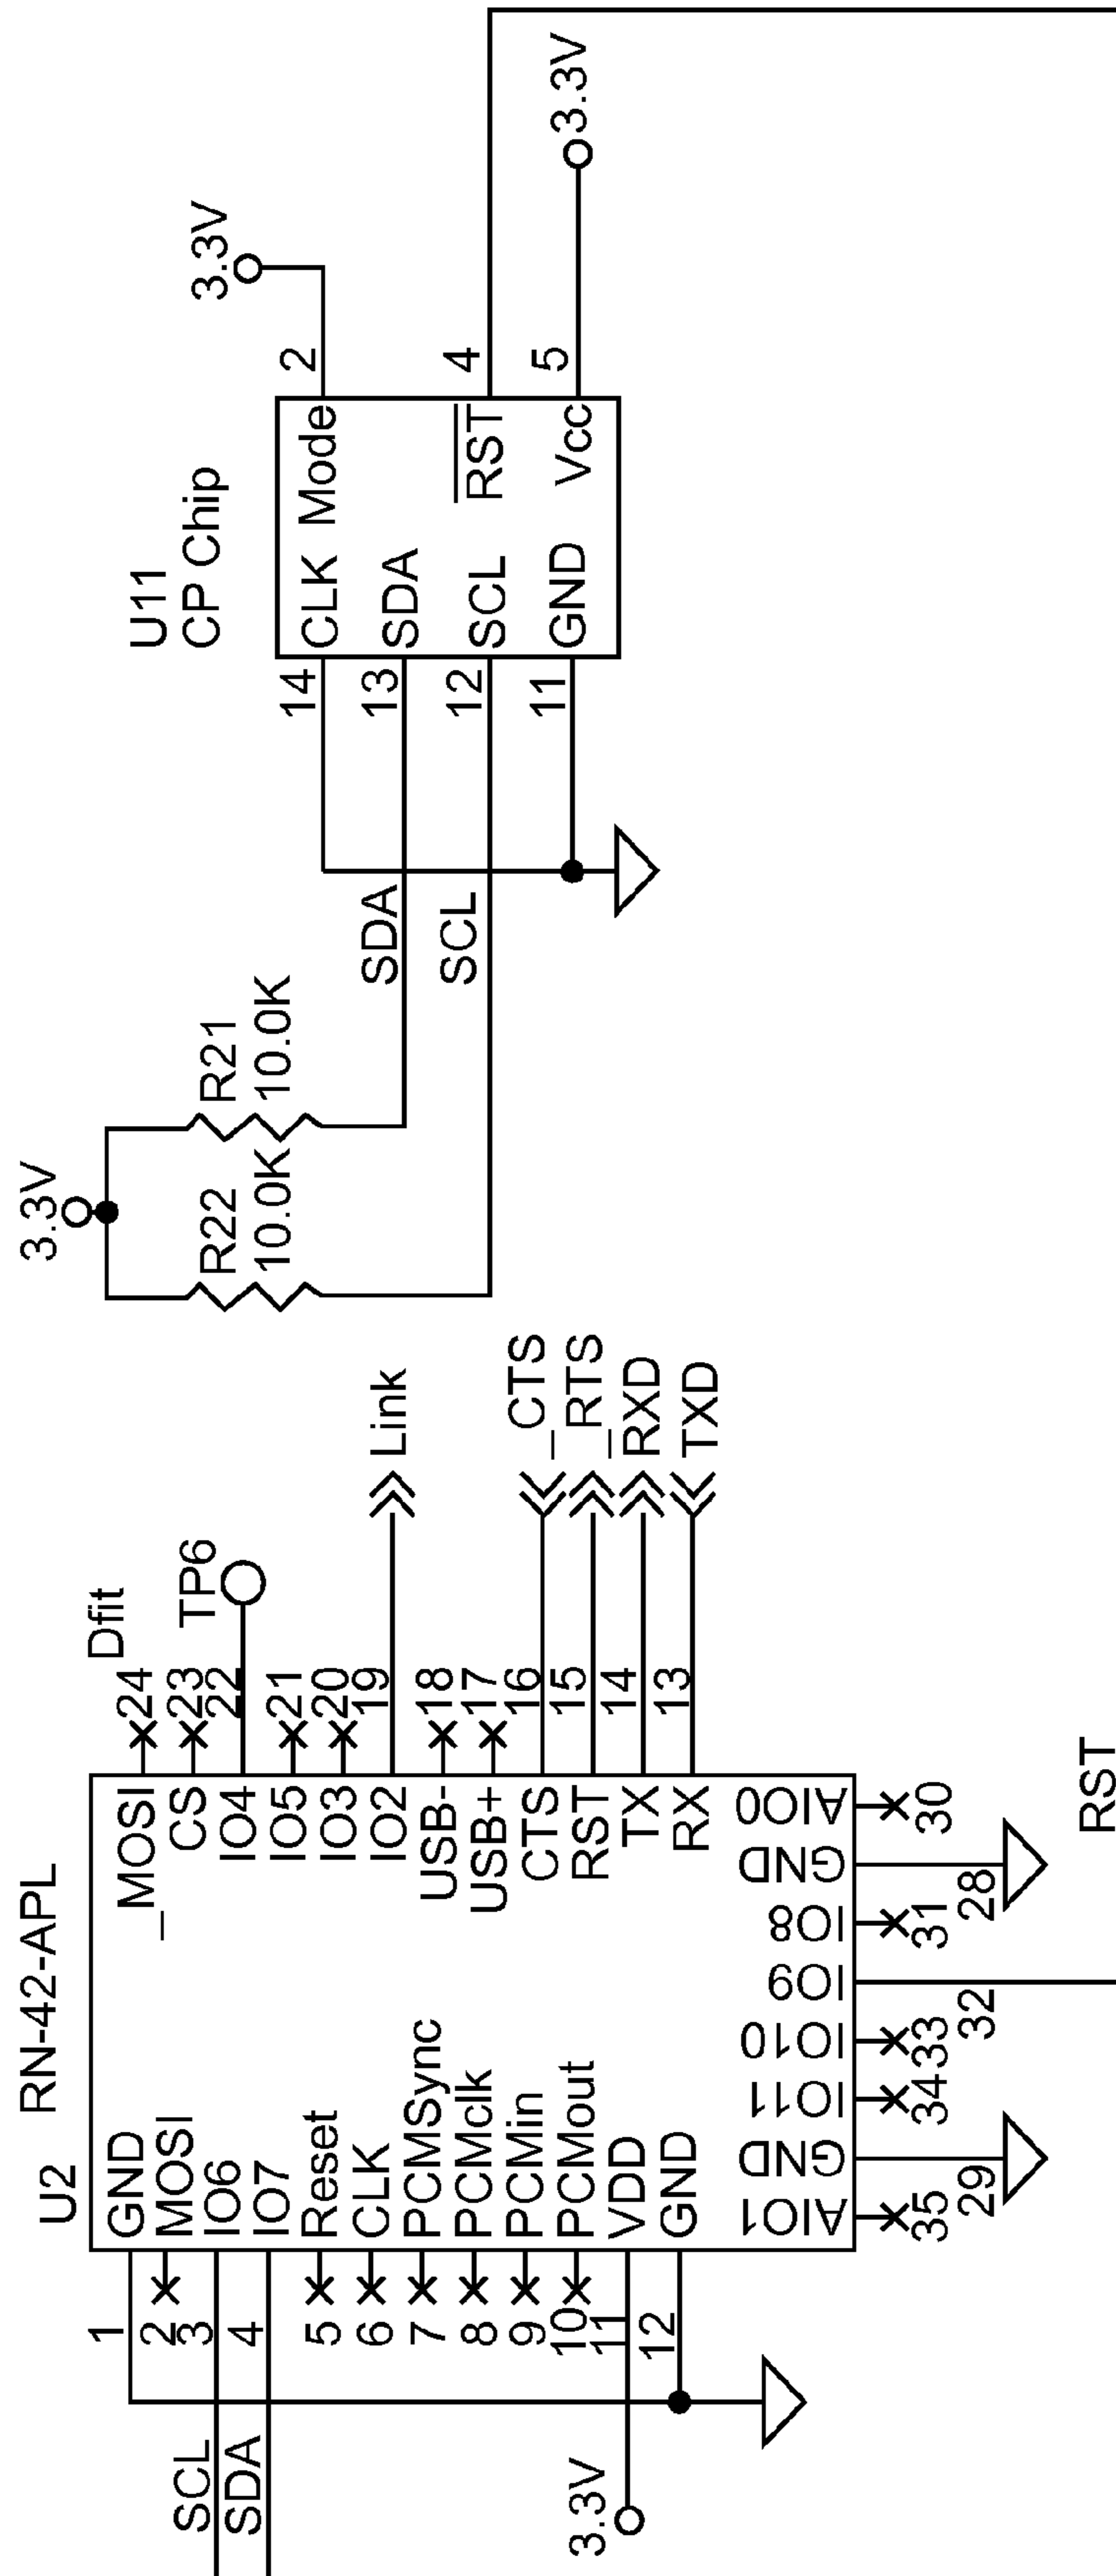 U2
RN-42-APL
SCL
SDA
3.3V
1
2
3
4
5
6
7
8
9
10
11
12
GND
MOSI
IO6
IO7
Reset
CLK
PCMSync
PCMclk
PCMin
PCMout
VDD
GND
_MOSI
CS
IO4
IO5
IO3
IO2
USB-
USB+
CTS
RST
TX
RX
24
23
22
21
20
19
18
17
16
15
14
13
Dfit
TP6
Link
_CTS
_RTS
RXD
TXD
AIO1
GND
IO11
IO10
IO9
IO8
GND
AIO0
35
29
34
33
32
31
28
30
RST
3.3V
R22
10.0K
R21
10.0K
SDA
SCL
U11
CP Chip
14
13
12
11
CLK Mode
SDA
SCL RST
GND Vcc
2
4
5
3.3V
3.3V